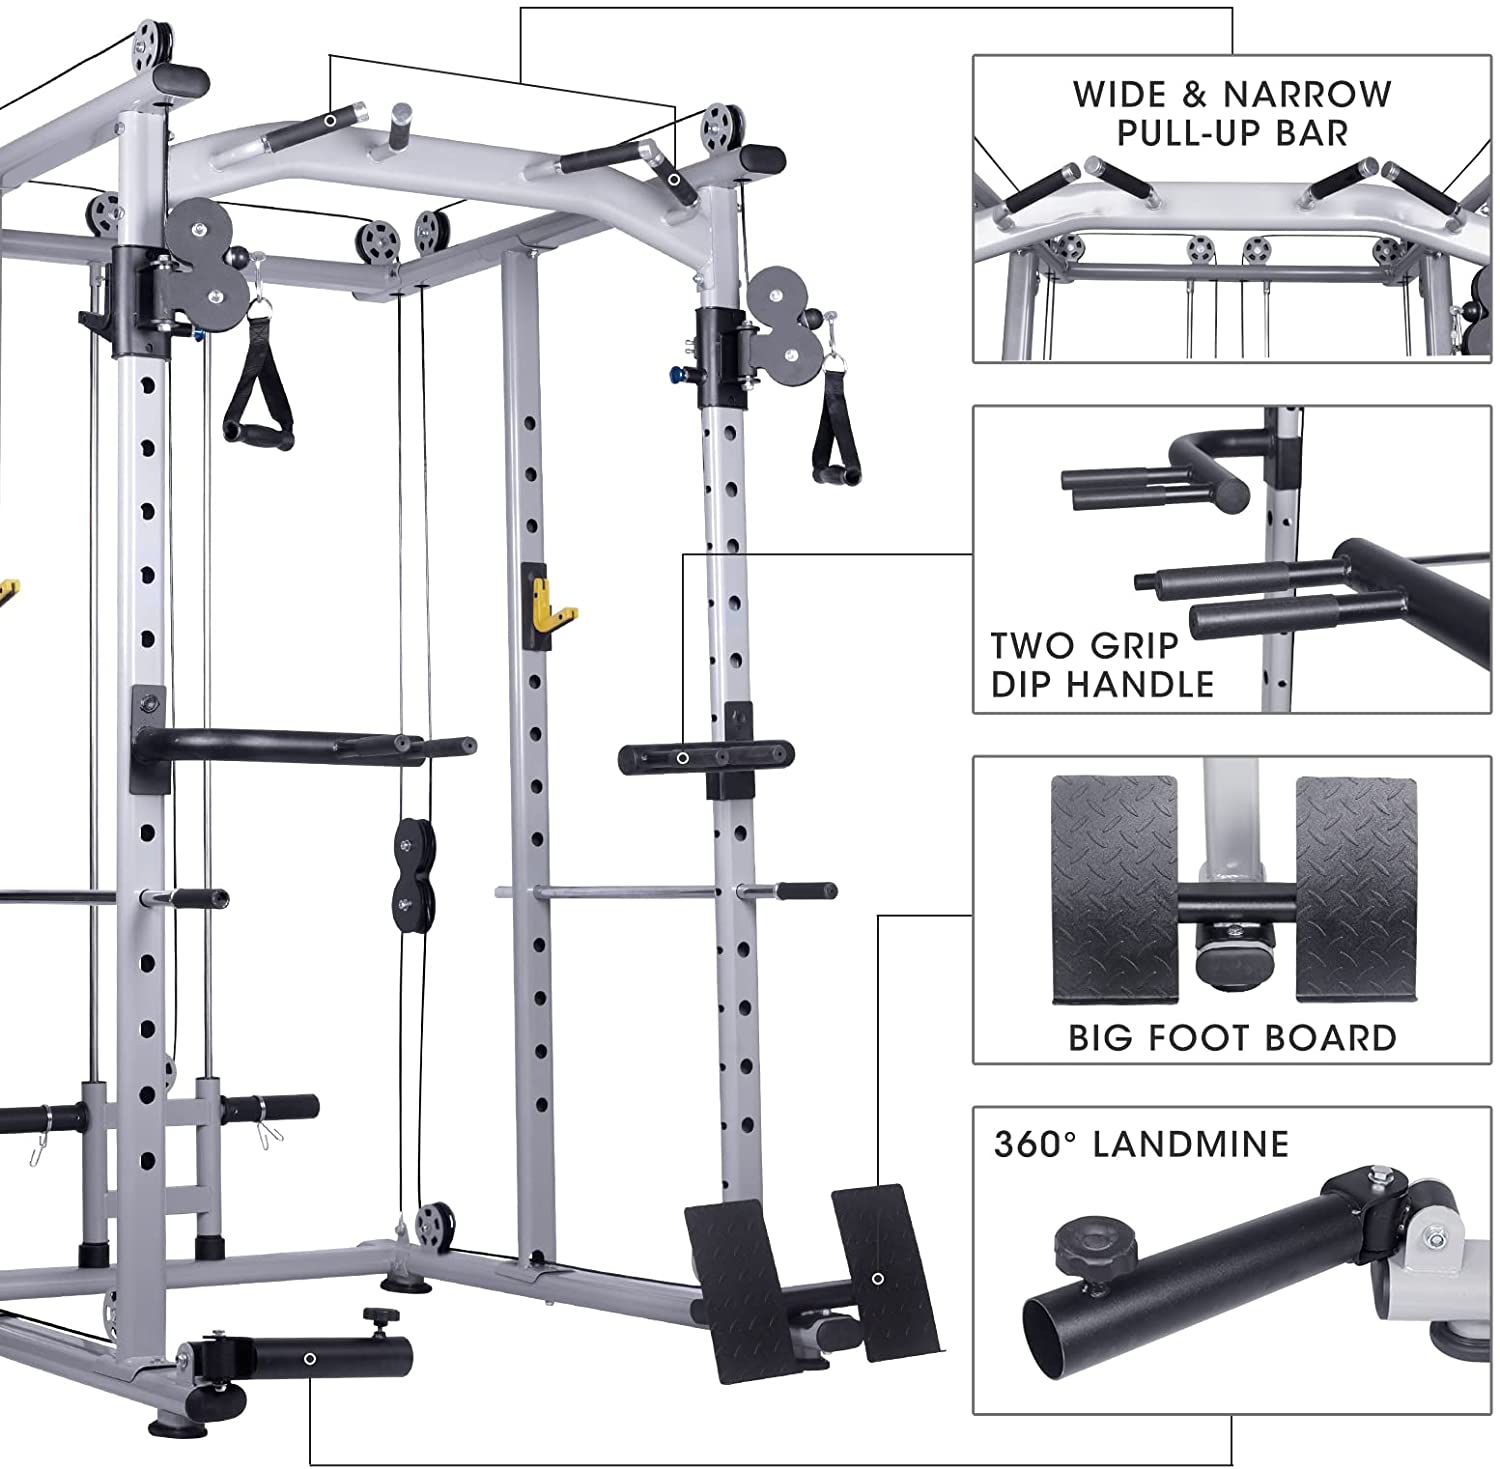 WIDE & NARROW
PULL-UP BAR
TWO GRIP
DIP HANDLE
BIG FOOT BOARD
360° LANDMINE